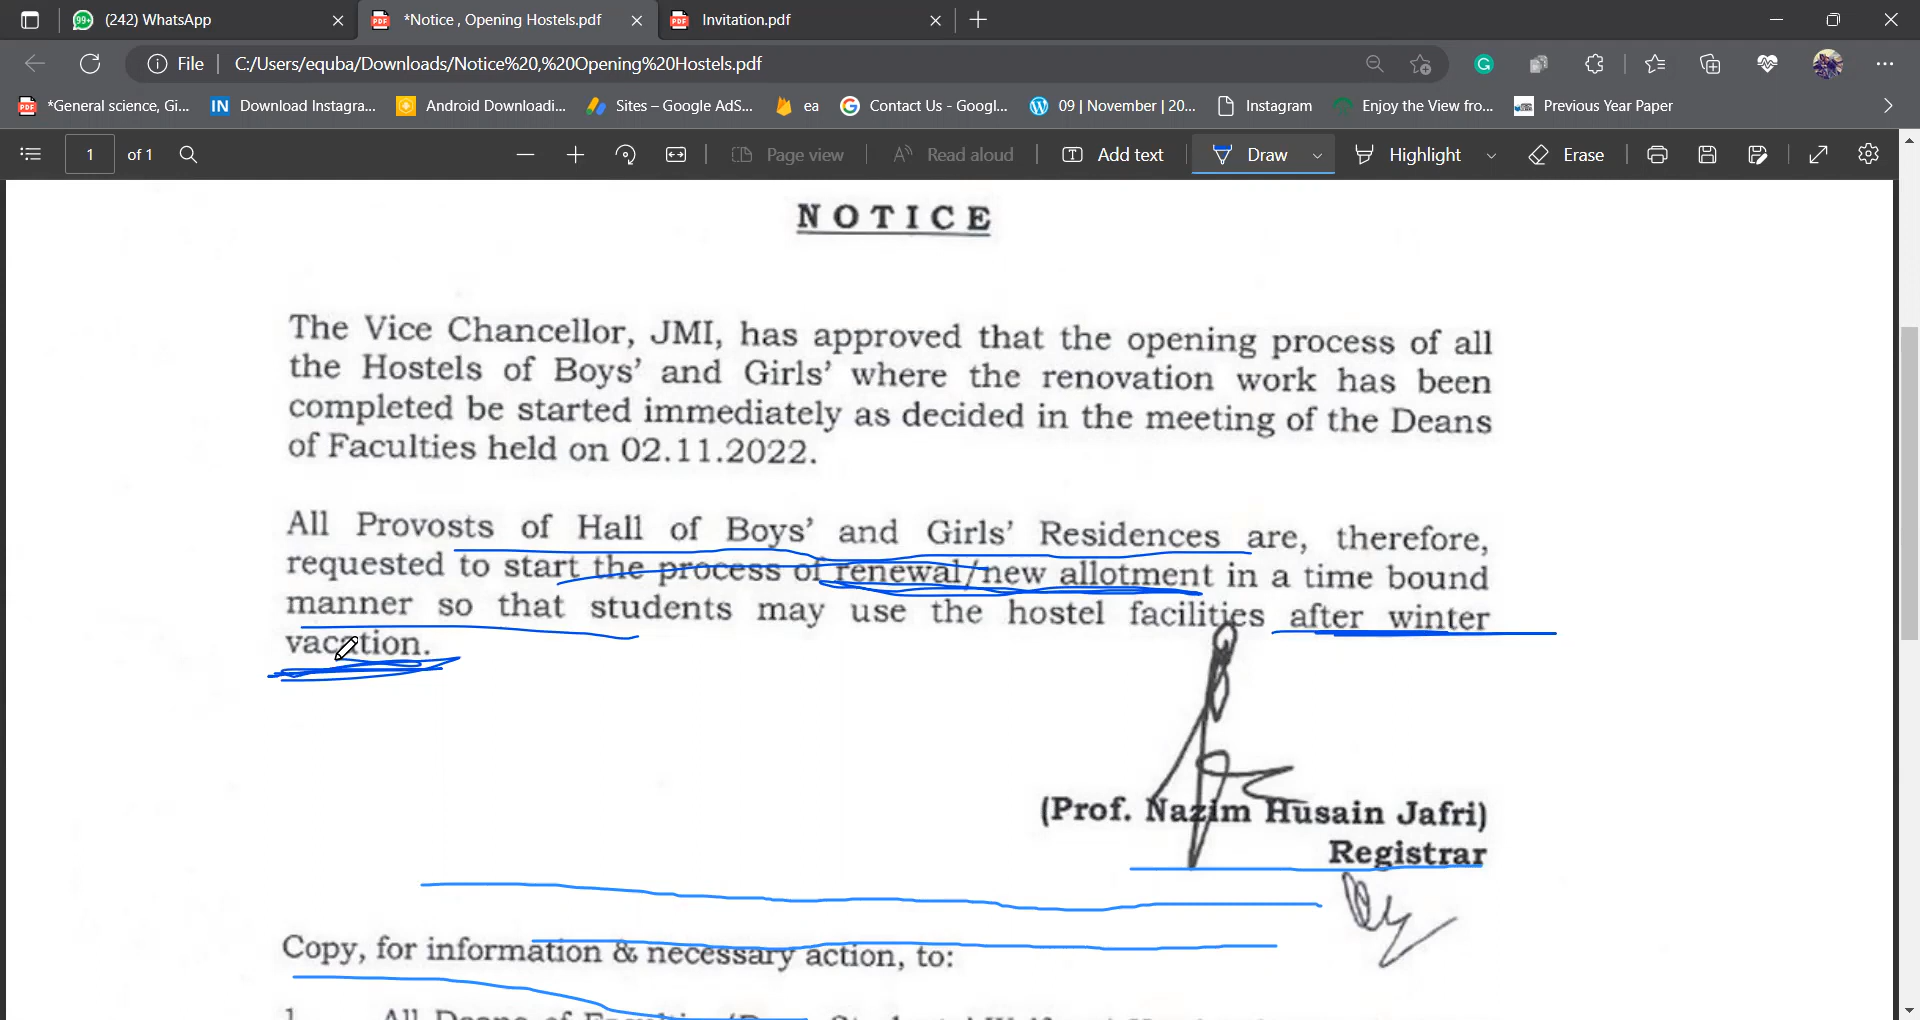 (242) WhatsApp
*Notice , Opening Hostels.pdf
Invitation.pdf
File
C:/Users/equba/Downloads/Notice%20,%20Opening%20Hostels.pdf
*General science, Gi...
Download Instagra...
Android Downloadi...
Sites – Google AdS...
ea
Contact Us - Googl...
09 | November | 20...
Instagram
Enjoy the View fro...
Previous Year Paper
1 of 1
Page view
Read aloud
Add text
Draw
Highlight
Erase
NOTICE
The Vice Chancellor, JMI, has approved that the opening process of all
the Hostels of Boys' and Girls' where the renovation work has been
completed be started immediately as decided in the meeting of the Deans
of Faculties held on 02.11.2022.
All Provosts of Hall of Boys' and Girls' Residences are, therefore,
requested to start the process of renewal/new allotment in a time bound
manner so that students may use the hostel facilities after winter
vacation.
(Prof. Nazim Husain Jafri)
Registrar
Copy, for information & necessary action, to:
1. All Deans of